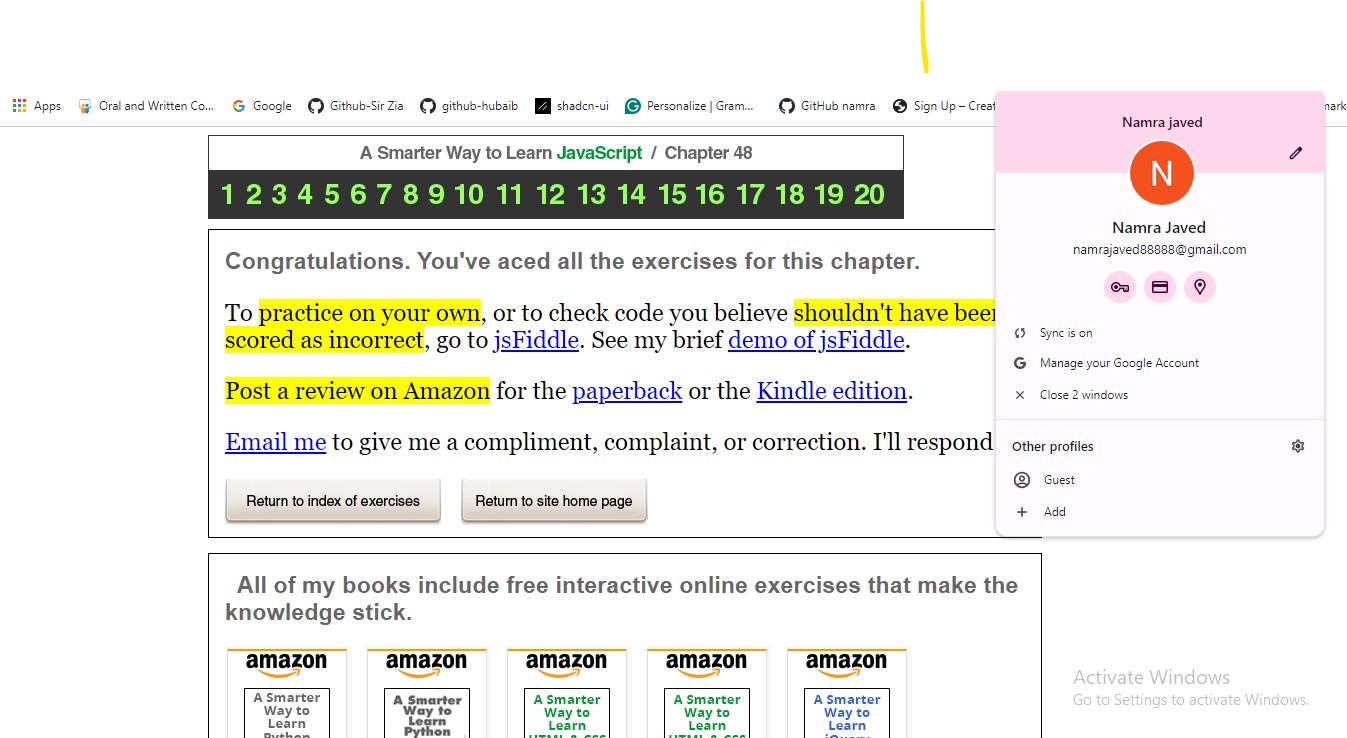 Apps
Oral and Written Co...
Google
Github-Sir Zia
github-hubaib
shadcn-ui
Personalize | Gram...
GitHub namra
Sign Up – Creat
A Smarter Way to Learn JavaScript / Chapter 48
1 2 3 4 5 6 7 8 9 10 11 12 13 14 15 16 17 18 19 20
Congratulations. You've aced all the exercises for this chapter.
To practice on your own, or to check code you believe shouldn't have been
scored as incorrect, go to jsFiddle. See my brief demo of jsFiddle.
Post a review on Amazon for the paperback or the Kindle edition.
Email me to give me a compliment, complaint, or correction. I'll respond
Return to index of exercises
Return to site home page
Namra javed
N
Namra Javed
namrajaved88888@gmail.com
Sync is on
Manage your Google Account
Close 2 windows
Other profiles
Guest
Add
All of my books include free interactive online exercises that make the
knowledge stick.
amazon
A Smarter
Way to
Learn
Python
amazon
A Smarter
Way to
Learn
Python
amazon
A Smarter
Way to
Learn
HTML & CSS
amazon
A Smarter
Way to
Learn
HTML & CSS
amazon
A Smarter
Way to
Learn
jQuery
Activate Windows
Go to Settings to activate Windows.